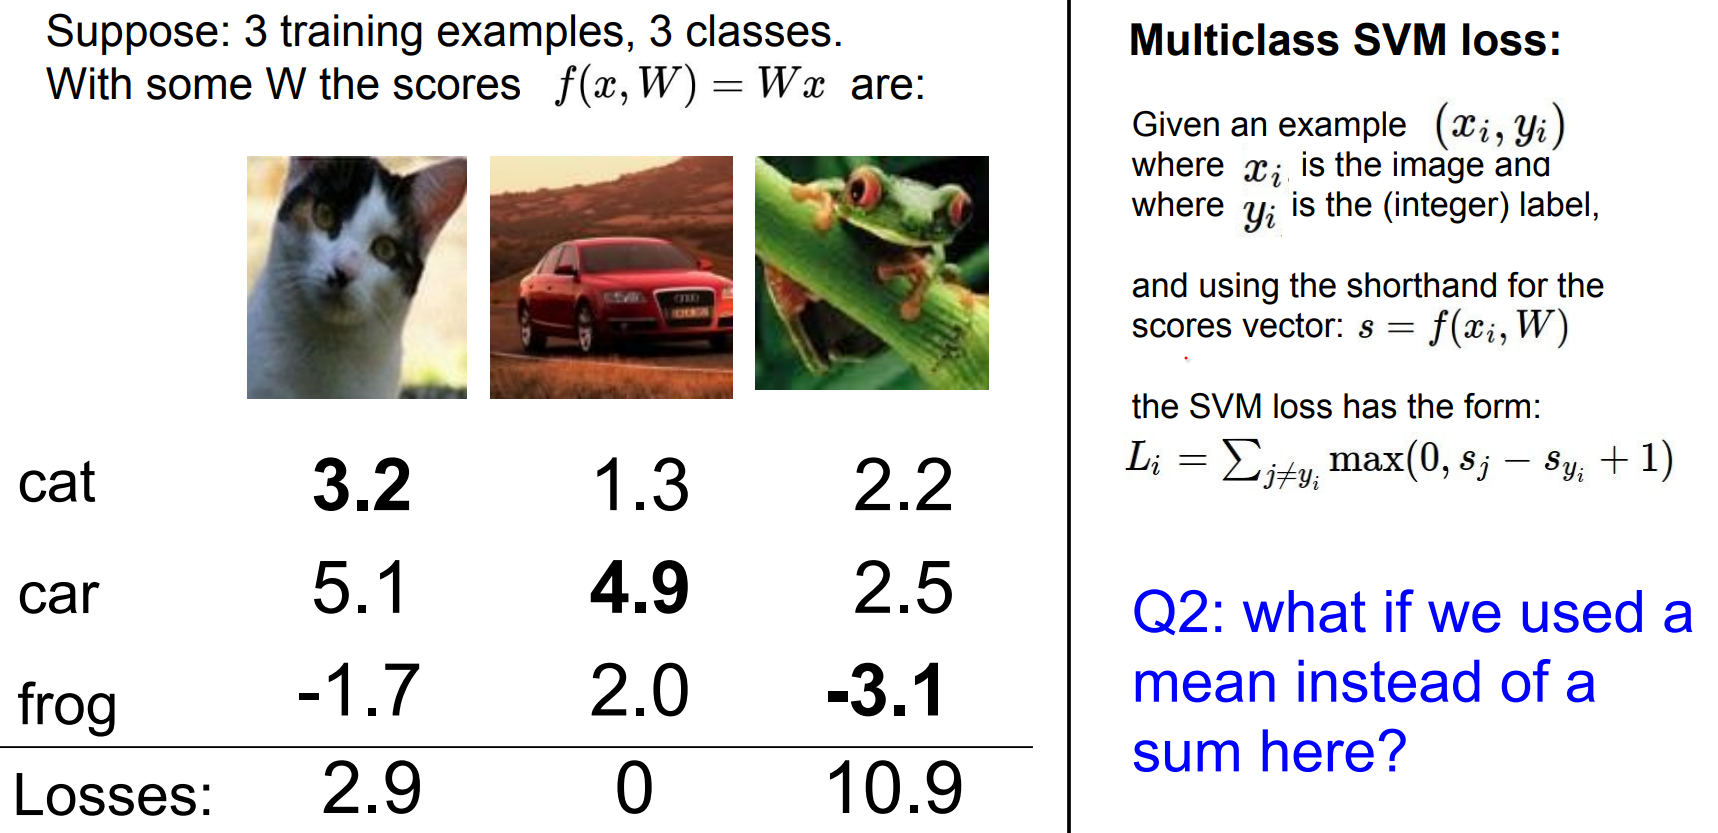 Suppose: 3 training examples, 3 classes.
With some W the scores f(x, W) = Wx are:
cat 3.2 1.3 2.2
car 5.1 4.9 2.5
frog -1.7 2.0 -3.1
Losses: 2.9 0 10.9
Multiclass SVM loss:
Given an example (x_i, y_i)
where x_i is the image and
where y_i is the (integer) label,
and using the shorthand for the
scores vector: s = f(x_i, W)
the SVM loss has the form:
L_i = ∑_{j≠y_i} max(0, s_j − s_{y_i} + 1)
Q2: what if we used a
mean instead of a
sum here?